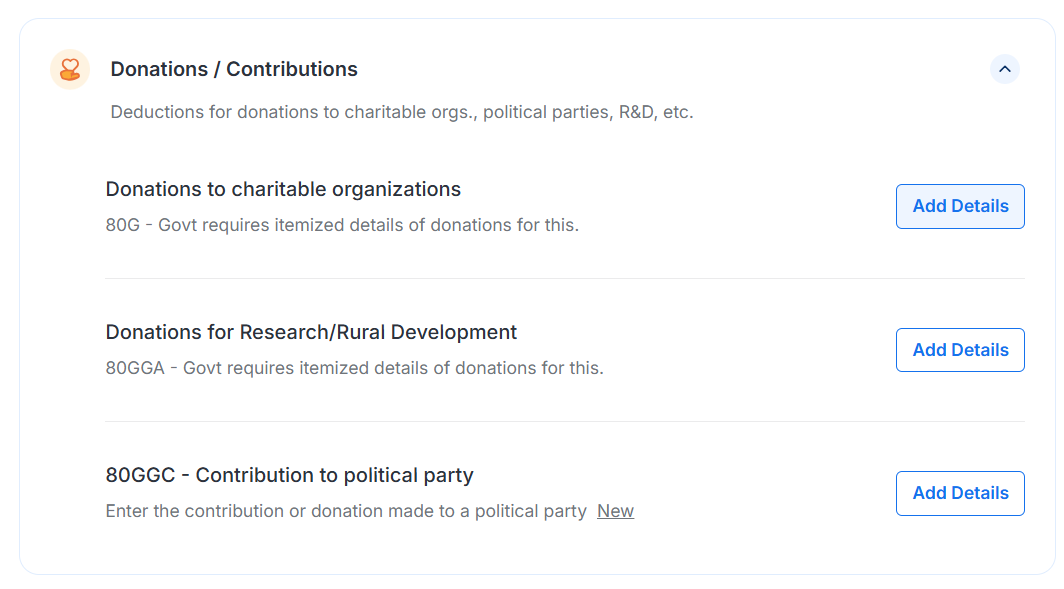 Donations / Contributions
Deductions for donations to charitable orgs., political parties, R&D, etc.
Donations to charitable organizations
80G - Govt requires itemized details of donations for this.
Add Details
Donations for Research/Rural Development
80GGA - Govt requires itemized details of donations for this.
Add Details
80GGC - Contribution to political party
Enter the contribution or donation made to a political party New
Add Details